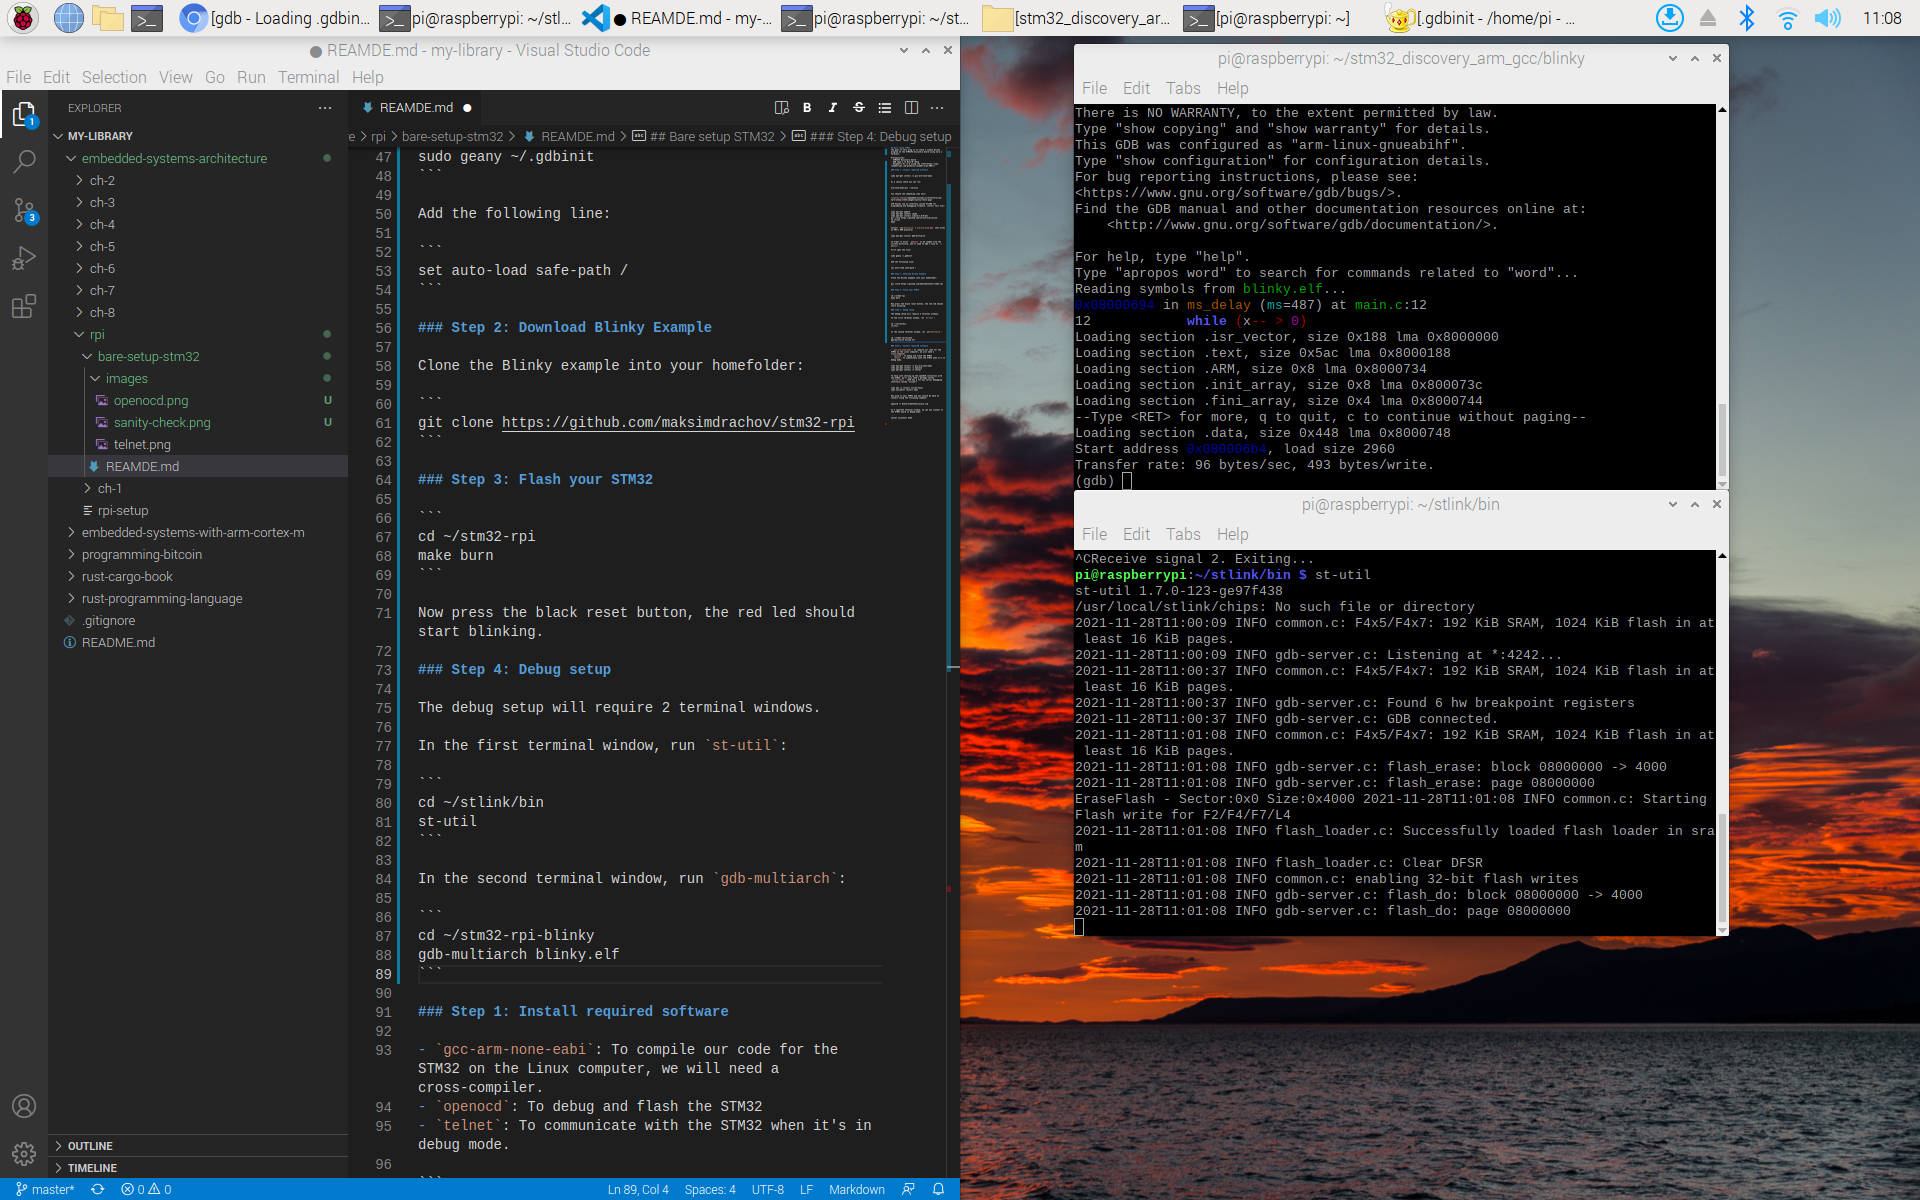 [gdb - Loading .gdbin...
pi@raspberrypi: ~/stl...
● REAMDE.md - my-...
pi@raspberrypi: ~/st...
[stm32_discovery_ar...
[pi@raspberrypi: ~]
[.gdbinit - /home/pi - ...
11:08
● REAMDE.md - my-library - Visual Studio Code
File Edit Selection View Go Run Terminal Help
EXPLORER
MY-LIBRARY
embedded-systems-architecture
ch-2
ch-3
ch-4
ch-5
ch-6
ch-7
ch-8
rpi
bare-setup-stm32
images
openocd.png U
sanity-check.png U
telnet.png
REAMDE.md
ch-1
rpi-setup
embedded-systems-with-arm-cortex-m
programming-bitcoin
rust-cargo-book
rust-programming-language
.gitignore
README.md
OUTLINE
TIMELINE
1
3
REAMDE.md ●
e > rpi > bare-setup-stm32 > REAMDE.md > ## Bare setup STM32 > ### Step 4: Debug setup
47 sudo geany ~/.gdbinit
48 ```
49
50 Add the following line:
51
52 ```
53 set auto-load safe-path /
54 ```
55
56 ### Step 2: Download Blinky Example
57
58 Clone the Blinky example into your homefolder:
59
60 ```
61 git clone https://github.com/maksimdrachov/stm32-rpi
62 ```
63
64 ### Step 3: Flash your STM32
65
66 ```
67 cd ~/stm32-rpi
68 make burn
69 ```
70
71 Now press the black reset button, the red led should
start blinking.
72
73 ### Step 4: Debug setup
74
75 The debug setup will require 2 terminal windows.
76
77 In the first terminal window, run `st-util`:
78
79 ```
80 cd ~/stlink/bin
81 st-util
82 ```
83
84 In the second terminal window, run `gdb-multiarch`:
85
86 ```
87 cd ~/stm32-rpi-blinky
88 gdb-multiarch blinky.elf
89 ```
90
91 ### Step 1: Install required software
92
93 - `gcc-arm-none-eabi`: To compile our code for the
STM32 on the Linux computer, we will need a
cross-compiler.
94 - `openocd`: To debug and flash the STM32
95 - `telnet`: To communicate with the STM32 when it's in
debug mode.
96
```
master* 0 0 Ln 89, Col 4 Spaces: 4 UTF-8 LF Markdown
pi@raspberrypi: ~/stm32_discovery_arm_gcc/blinky
File Edit Tabs Help
There is NO WARRANTY, to the extent permitted by law.
Type "show copying" and "show warranty" for details.
This GDB was configured as "arm-linux-gnueabihf".
Type "show configuration" for configuration details.
For bug reporting instructions, please see:
<https://www.gnu.org/software/gdb/bugs/>.
Find the GDB manual and other documentation resources online at:
<http://www.gnu.org/software/gdb/documentation/>.
For help, type "help".
Type "apropos word" to search for commands related to "word"...
Reading symbols from blinky.elf...
0x08000694 in ms_delay (ms=487) at main.c:12
12 while (x-- > 0)
Loading section .isr_vector, size 0x188 lma 0x8000000
Loading section .text, size 0x5ac lma 0x8000188
Loading section .ARM, size 0x8 lma 0x8000734
Loading section .init_array, size 0x8 lma 0x800073c
Loading section .fini_array, size 0x4 lma 0x8000744
--Type <RET> for more, q to quit, c to continue without paging--
Loading section .data, size 0x448 lma 0x8000748
Start address 0x080006b4, load size 2960
Transfer rate: 96 bytes/sec, 493 bytes/write.
(gdb)
pi@raspberrypi: ~/stlink/bin
File Edit Tabs Help
^CReceive signal 2. Exiting...
pi@raspberrypi:~/stlink/bin $ st-util
st-util 1.7.0-123-ge97f438
/usr/local/stlink/chips: No such file or directory
2021-11-28T11:00:09 INFO common.c: F4x5/F4x7: 192 KiB SRAM, 1024 KiB flash in at
least 16 KiB pages.
2021-11-28T11:00:09 INFO gdb-server.c: Listening at *:4242...
2021-11-28T11:00:37 INFO common.c: F4x5/F4x7: 192 KiB SRAM, 1024 KiB flash in at
least 16 KiB pages.
2021-11-28T11:00:37 INFO gdb-server.c: Found 6 hw breakpoint registers
2021-11-28T11:00:37 INFO gdb-server.c: GDB connected.
2021-11-28T11:01:08 INFO common.c: F4x5/F4x7: 192 KiB SRAM, 1024 KiB flash in at
least 16 KiB pages.
2021-11-28T11:01:08 INFO gdb-server.c: flash_erase: block 08000000 -> 4000
2021-11-28T11:01:08 INFO gdb-server.c: flash_erase: page 08000000
EraseFlash - Sector:0x0 Size:0x4000 2021-11-28T11:01:08 INFO common.c: Starting
Flash write for F2/F4/F7/L4
2021-11-28T11:01:08 INFO flash_loader.c: Successfully loaded flash loader in sra
m
2021-11-28T11:01:08 INFO flash_loader.c: Clear DFSR
2021-11-28T11:01:08 INFO common.c: enabling 32-bit flash writes
2021-11-28T11:01:08 INFO gdb-server.c: flash_do: block 08000000 -> 4000
2021-11-28T11:01:08 INFO gdb-server.c: flash_do: page 08000000